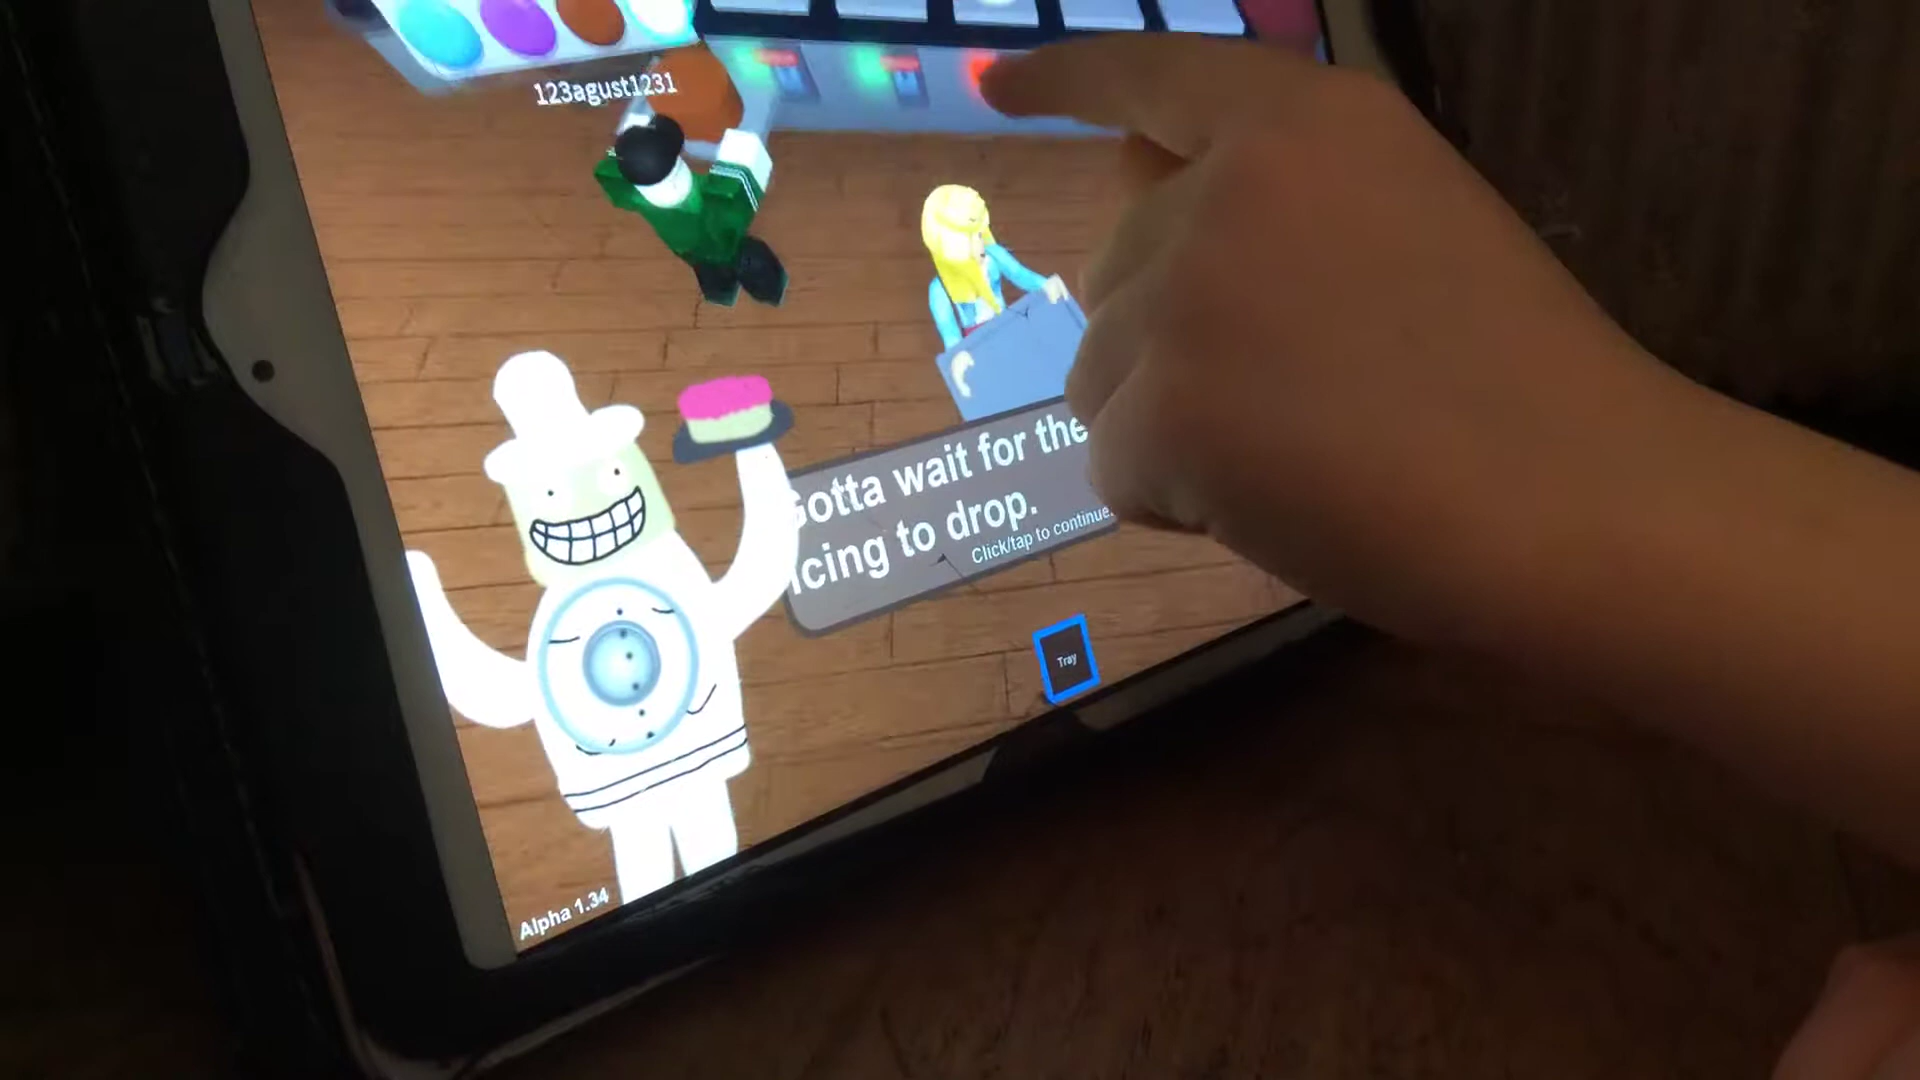 123agust1231
Gotta wait for the
icing to drop.
Click/tap to continue.
Tray
Alpha 1.34